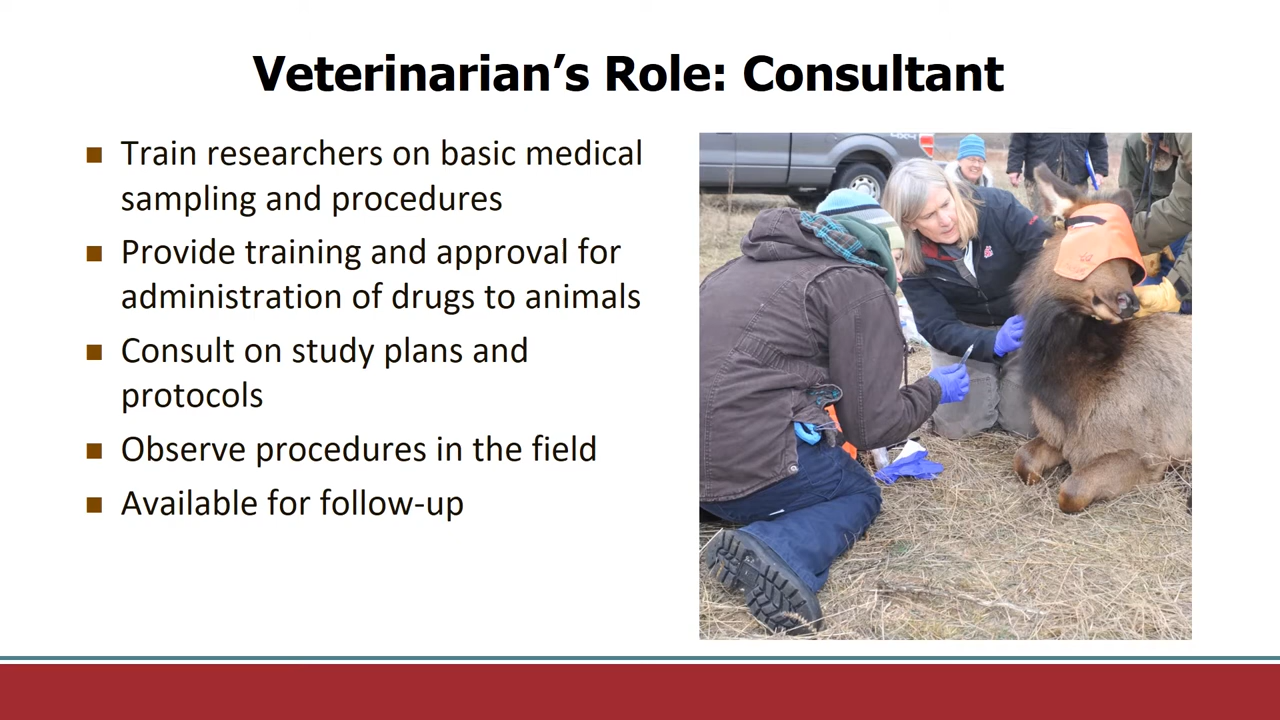 Veterinarian’s Role: Consultant
■ Train researchers on basic medical
sampling and procedures
■ Provide training and approval for
administration of drugs to animals
■ Consult on study plans and
protocols
■ Observe procedures in the field
■ Available for follow-up